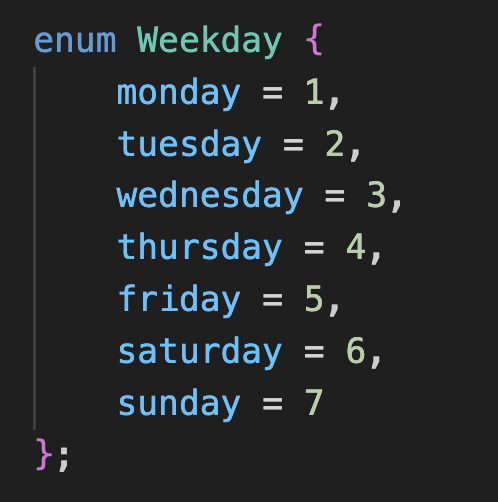 enum Weekday {
    monday = 1,
    tuesday = 2,
    wednesday = 3,
    thursday = 4,
    friday = 5,
    saturday = 6,
    sunday = 7
};